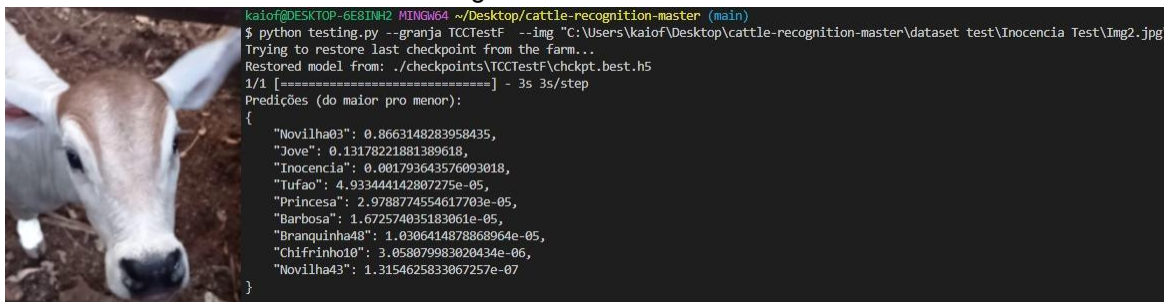 kaiof@DESKTOP-6E8INH2 MINGW64 ~/Desktop/cattle-recognition-master (main)
$ python testing.py --granja TCCTestF --img "C:\Users\kaiof\Desktop\cattle-recognition-master\dataset test\Inocencia Test\Img2.jpg"
Trying to restore last checkpoint from the farm...
Restored model from: ./checkpoints\TCCTestF\chckpt.best.h5
1/1 [==============================] - 3s 3s/step
Predições (do maior pro menor):
{
    "Novilha03": 0.8663148283958435,
    "Jove": 0.13178221881389618,
    "Inocencia": 0.001793643576093018,
    "Tufao": 4.933444142807275e-05,
    "Princesa": 2.9788774554617703e-05,
    "Barbosa": 1.672574035183061e-05,
    "Branquinha48": 1.0306414878868964e-05,
    "Chifrinho10": 3.058079983020434e-06,
    "Novilha43": 1.3154625833067257e-07
}